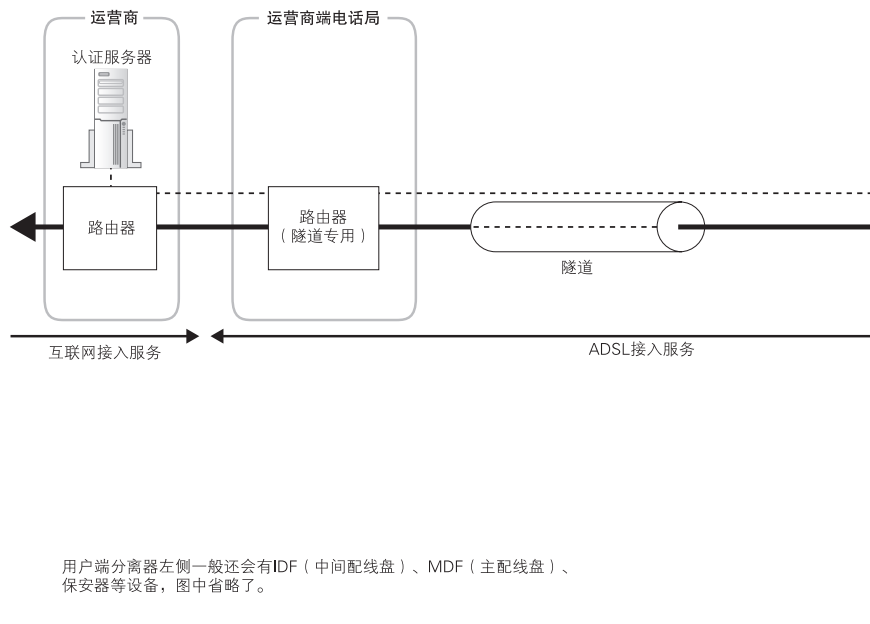 运营商
运营商端电话局
认证服务器
路由器
路由器
（隧道专用）
隧道
互联网接入服务
ADSL接入服务
用户端分离器左侧一般还会有IDF（中间配线盘）、MDF（主配线盘）、
保安器等设备，图中省略了。